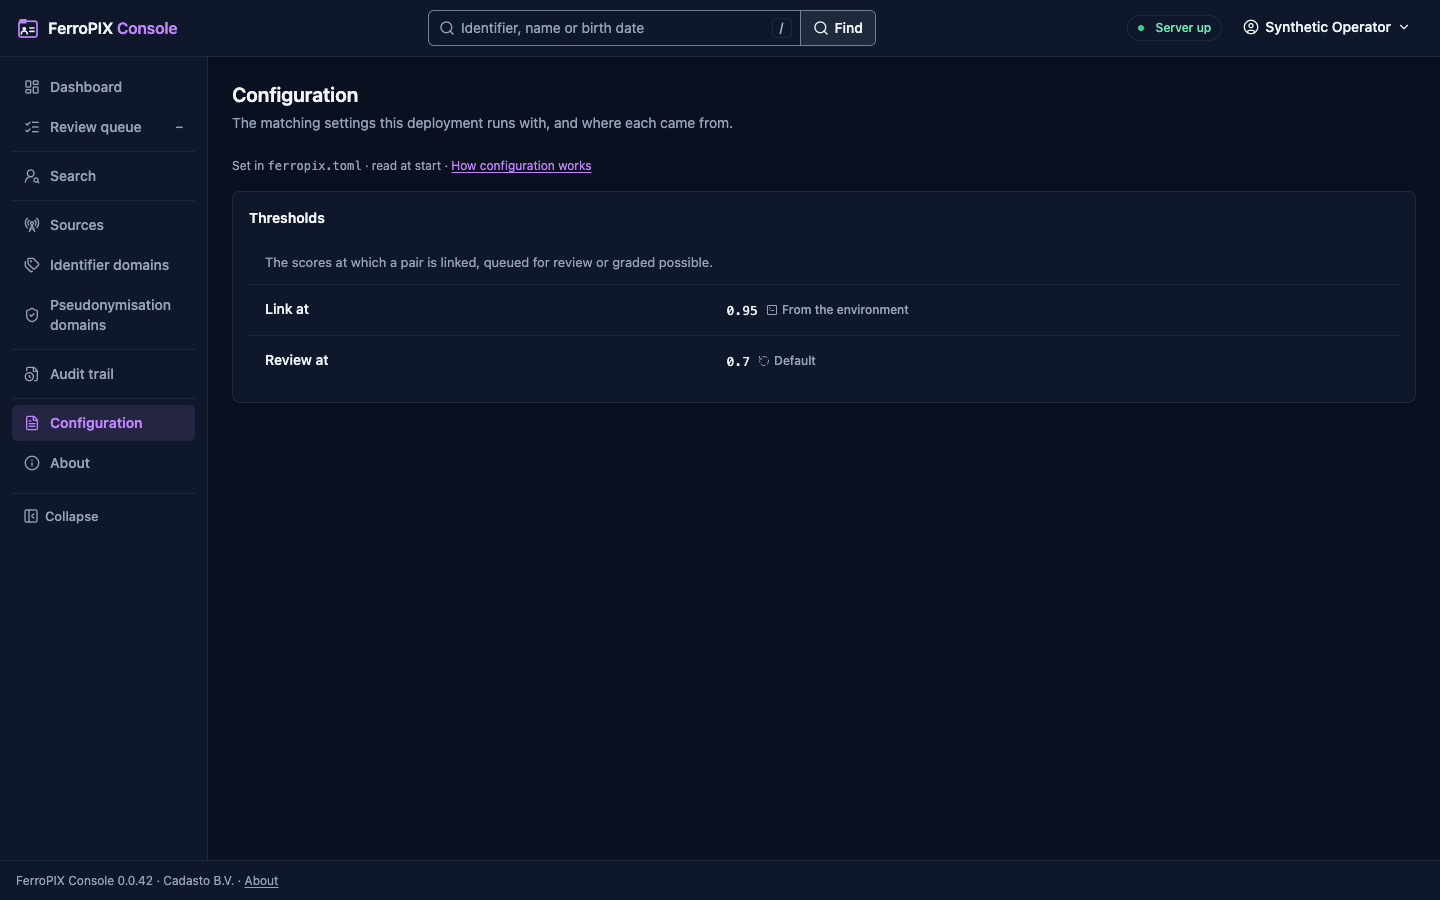 FerroPIX Console
Identifier, name or birth date
/
Find
Server up
Synthetic Operator
Dashboard
Review queue –
Search
Sources
Identifier domains
Pseudonymisation
domains
Audit trail
Configuration
About
Collapse
Configuration
The matching settings this deployment runs with, and where each came from.
Set in ferropix.toml · read at start · How configuration works
Thresholds
The scores at which a pair is linked, queued for review or graded possible.
Link at 0.95 From the environment
Review at 0.7 Default
FerroPIX Console 0.0.42 · Cadasto B.V. · About